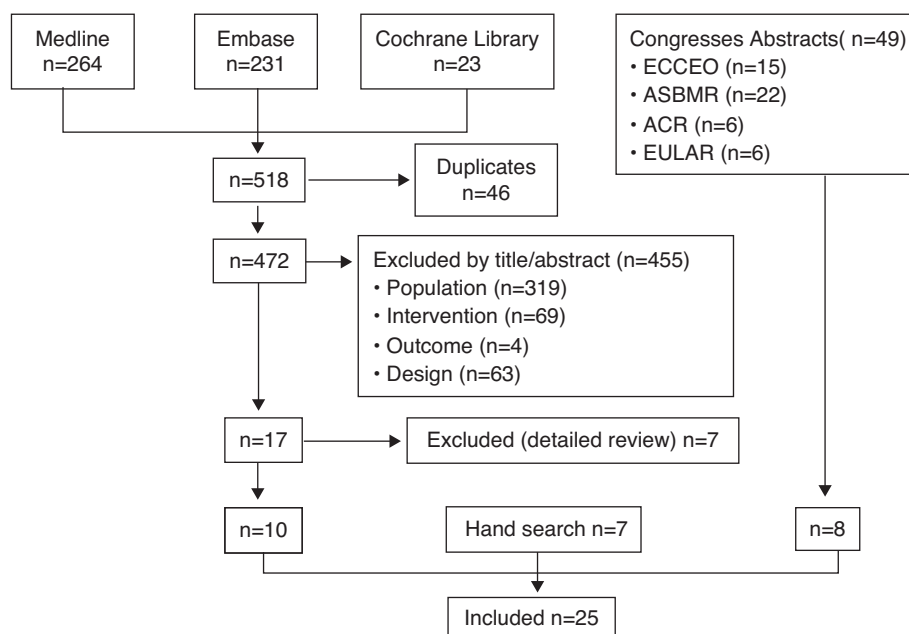 Medline
n=264
Embase
n=231
Cochrane Library
n=23
Congresses Abstracts( n=49)
• ECCEO (n=15)
• ASBMR (n=22)
• ACR (n=6)
• EULAR (n=6)
n=518
Duplicates
n=46
n=472
Excluded by title/abstract (n=455)
• Population (n=319)
• Intervention (n=69)
• Outcome (n=4)
• Design (n=63)
n=17
Excluded (detailed review) n=7
n=10
Hand search n=7
n=8
Included n=25